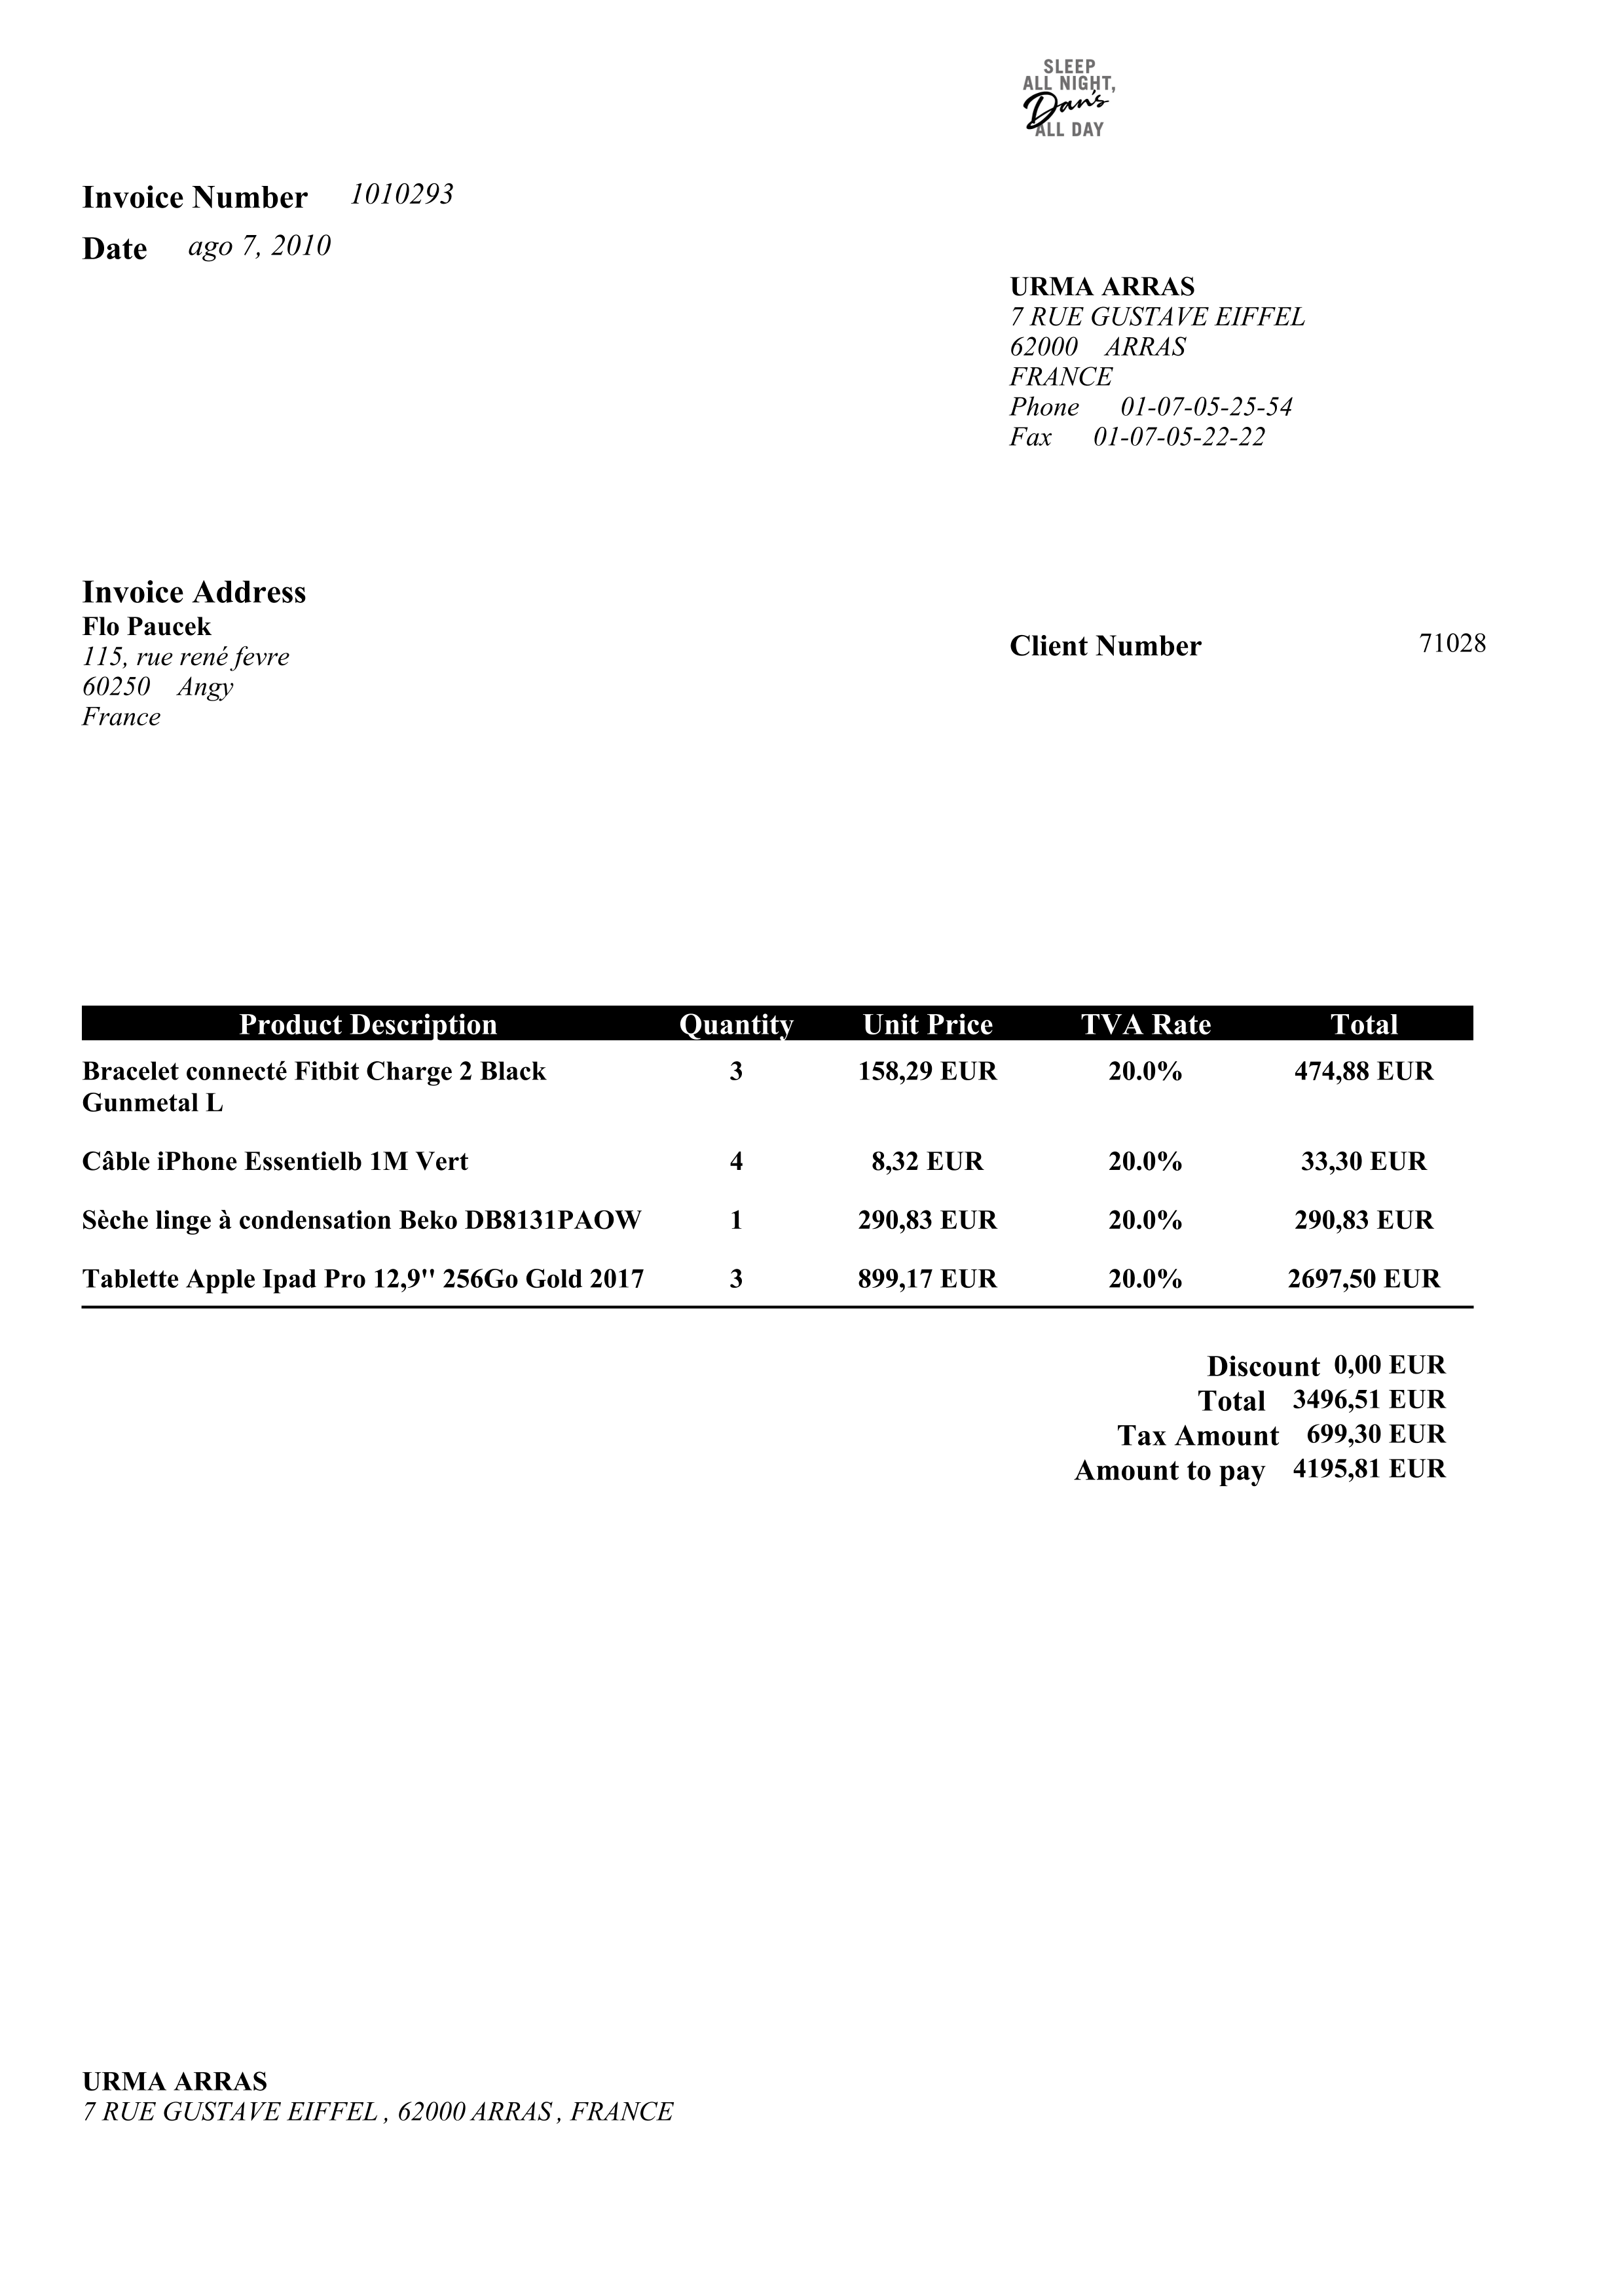 SLEEP
ALL NIGHT,
Dan's
ALL DAY
Invoice Number 1010293
Date ago 7, 2010
URMA ARRAS
7 RUE GUSTAVE EIFFEL
62000 ARRAS
FRANCE
Phone 01-07-05-25-54
Fax 01-07-05-22-22
Invoice Address
Flo Paucek
115, rue rené fevre
60250 Angy
France
Client Number 71028
Product Description Quantity Unit Price TVA Rate Total
Bracelet connecté Fitbit Charge 2 Black 3 158,29 EUR 20.0% 474,88 EUR
Gunmetal L
Câble iPhone Essentielb 1M Vert 4 8,32 EUR 20.0% 33,30 EUR
Sèche linge à condensation Beko DB8131PAOW 1 290,83 EUR 20.0% 290,83 EUR
Tablette Apple Ipad Pro 12,9'' 256Go Gold 2017 3 899,17 EUR 20.0% 2697,50 EUR
Discount 0,00 EUR
Total 3496,51 EUR
Tax Amount 699,30 EUR
Amount to pay 4195,81 EUR
URMA ARRAS
7 RUE GUSTAVE EIFFEL , 62000 ARRAS , FRANCE